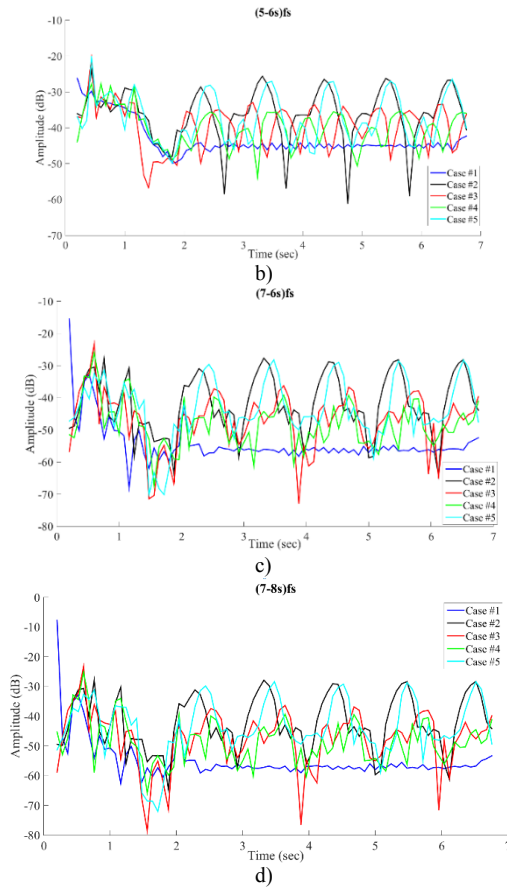 (5-6s)fs
-10
-20
-30
-40
-50
-60
-70
Amplitude (dB)
Case #1
Case #2
Case #3
Case #4
Case #5
0 1 2 3 4 5 6 7
Time (sec)
b)
(7-6s)fs
-10
-20
-30
-40
-50
-60
-70
-80
Amplitude (dB)
Case #1
Case #2
Case #3
Case #4
Case #5
0 1 2 3 4 5 6 7
Time (sec)
c)
(7-8s)fs
0
-10
-20
-30
-40
-50
-60
-70
-80
Amplitude (dB)
Case #1
Case #2
Case #3
Case #4
Case #5
0 1 2 3 4 5 6 7
Time (sec)
d)